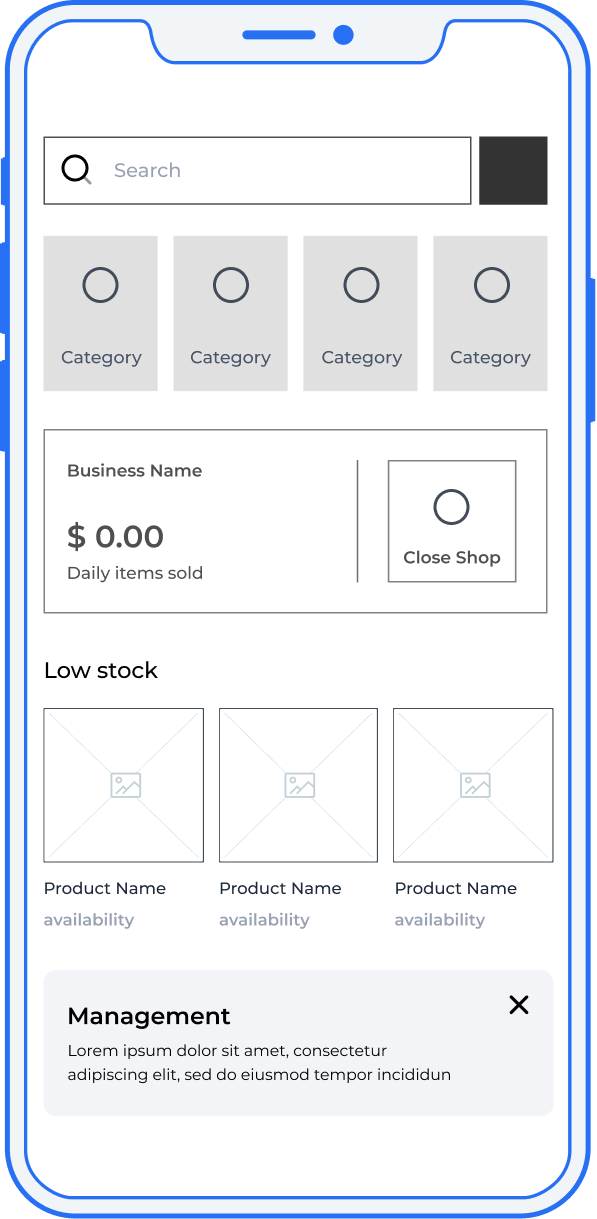 Search
Category Category Category Category
Business Name
$ 0.00
Daily items sold
Close Shop
Low stock
Product Name Product Name Product Name
availability availability availability
Management
Lorem ipsum dolor sit amet, consectetur
adipiscing elit, sed do eiusmod tempor incididun